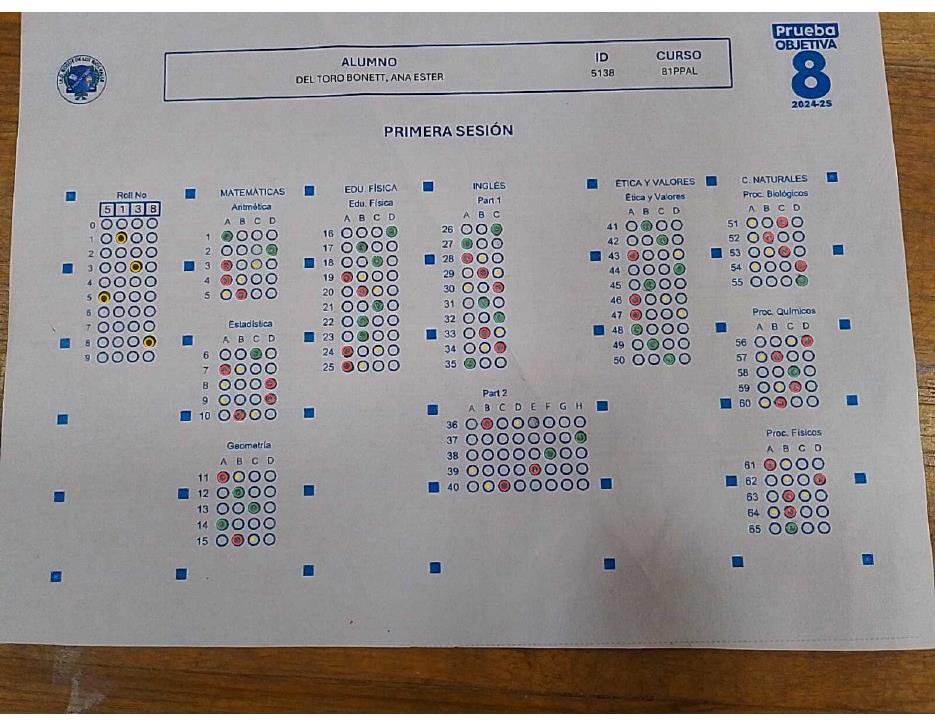 Prueba
OBJETIVA
8
2024-25
ALUMNO
DEL TORO BONETT, ANA ESTER
ID
5138
CURSO
81PPAL
PRIMERA SESIÓN
Roll No
5 1 3 8
0
1
2
3
4
5
6
7
8
9
MATEMÁTICAS
Aritmética
A B C D
1
2
3
4
5
Estadística
A B C D
6
7
8
9
10
Geometría
A B C D
11
12
13
14
15
EDU. FÍSICA
Edu. Física
A B C D
16
17
18
19
20
21
22
23
24
25
INGLÉS
Part 1
A B C
26
27
28
29
30
31
32
33
34
35
Part 2
A B C D E F G H
36
37
38
39
40
ÉTICA Y VALORES
Ética y Valores
A B C D
41
42
43
44
45
46
47
48
49
50
C. NATURALES
Proc. Biológicos
A B C D
51
52
53
54
55
Proc. Químicos
A B C D
56
57
58
59
60
Proc. Físicos
A B C D
61
62
63
64
65